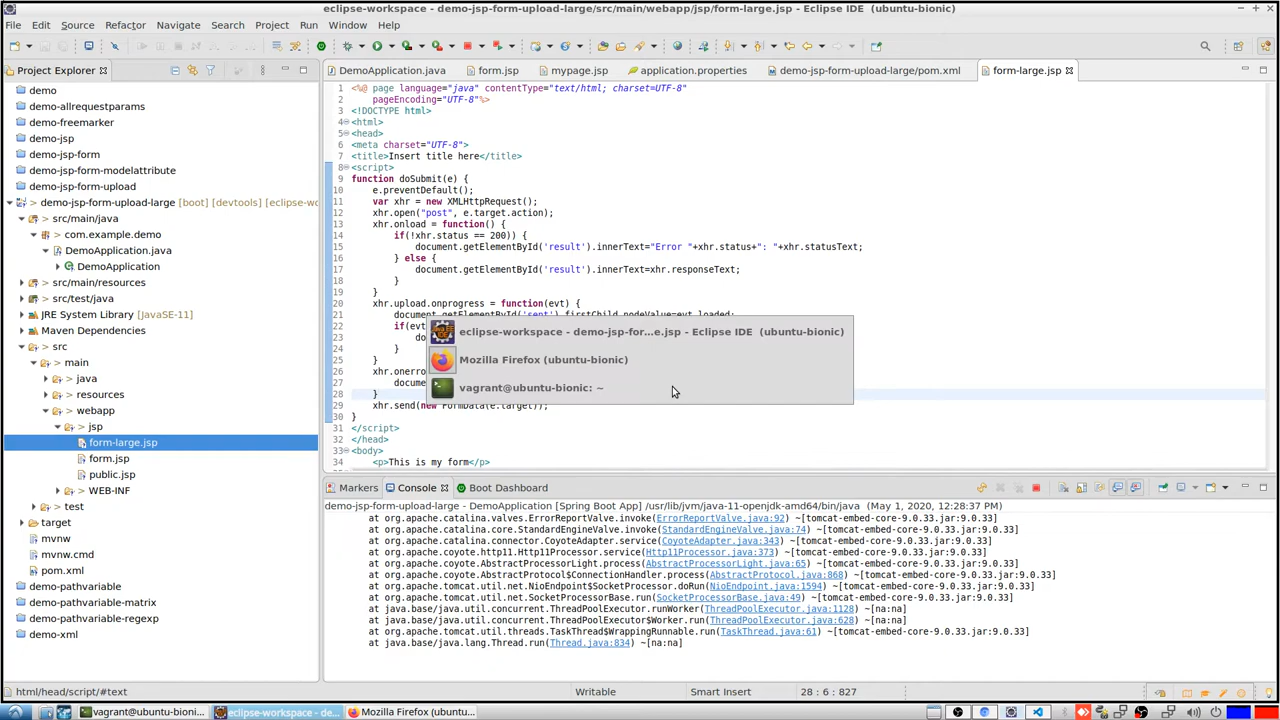 eclipse-workspace - demo-jsp-form-upload-large/src/main/webapp/jsp/form-large.jsp - Eclipse IDE (ubuntu-bionic)
File Edit Source Refactor Navigate Search Project Run Window Help
Project Explorer
demo
demo-allrequestparams
demo-freemarker
demo-jsp
demo-jsp-form
demo-jsp-form-modelattribute
demo-jsp-form-upload
demo-jsp-form-upload-large [boot] [devtools] [eclipse-wo
src/main/java
com.example.demo
DemoApplication.java
DemoApplication
src/main/resources
src/test/java
JRE System Library [JavaSE-11]
Maven Dependencies
src
main
java
resources
webapp
jsp
form-large.jsp
form.jsp
public.jsp
WEB-INF
test
target
mvnw
mvnw.cmd
pom.xml
demo-pathvariable
demo-pathvariable-matrix
demo-pathvariable-regexp
demo-xml
DemoApplication.java form.jsp mypage.jsp application.properties demo-jsp-form-upload-large/pom.xml form-large.jsp
1 <%@ page language="java" contentType="text/html; charset=UTF-8"
2 pageEncoding="UTF-8"%>
3 <!DOCTYPE html>
4 <html>
5 <head>
6 <meta charset="UTF-8">
7 <title>Insert title here</title>
8 <script>
9 function doSubmit(e) {
10 e.preventDefault();
11 var xhr = new XMLHttpRequest();
12 xhr.open("post", e.target.action);
13 xhr.onload = function() {
14 if(!xhr.status == 200)) {
15 document.getElementById('result').innerText="Error "+xhr.status+": "+xhr.statusText;
16 } else {
17 document.getElementById('result').innerText=xhr.responseText;
18 }
19 }
20 xhr.upload.onprogress = function(evt) {
21 document.getElementById('sent').firstChild.nodeValue=evt.loaded;
22 if(evt
23 do
24 }
25 }
26 xhr.onerro
27 docume
28 }
29 xhr.send(new FormData(e.target));
30 }
31 </script>
32 </head>
33 <body>
34 <p>This is my form</p>
eclipse-workspace - demo-jsp-for...e.jsp - Eclipse IDE (ubuntu-bionic)
Mozilla Firefox (ubuntu-bionic)
vagrant@ubuntu-bionic: ~
Markers Console Boot Dashboard
demo-jsp-form-upload-large - DemoApplication [Spring Boot App] /usr/lib/jvm/java-11-openjdk-amd64/bin/java (May 1, 2020, 12:28:37 PM)
at org.apache.catalina.valves.ErrorReportValve.invoke(ErrorReportValve.java:92) ~[tomcat-embed-core-9.0.33.jar:9.0.33]
at org.apache.catalina.core.StandardEngineValve.invoke(StandardEngineValve.java:74) ~[tomcat-embed-core-9.0.33.jar:9.0.33]
at org.apache.catalina.connector.CoyoteAdapter.service(CoyoteAdapter.java:343) ~[tomcat-embed-core-9.0.33.jar:9.0.33]
at org.apache.coyote.http11.Http11Processor.service(Http11Processor.java:373) ~[tomcat-embed-core-9.0.33.jar:9.0.33]
at org.apache.coyote.AbstractProcessorLight.process(AbstractProcessorLight.java:65) ~[tomcat-embed-core-9.0.33.jar:9.0.33]
at org.apache.coyote.AbstractProtocol$ConnectionHandler.process(AbstractProtocol.java:868) ~[tomcat-embed-core-9.0.33.jar:9.0.33]
at org.apache.tomcat.util.net.NioEndpoint$SocketProcessor.doRun(NioEndpoint.java:1594) ~[tomcat-embed-core-9.0.33.jar:9.0.33]
at org.apache.tomcat.util.net.SocketProcessorBase.run(SocketProcessorBase.java:49) ~[tomcat-embed-core-9.0.33.jar:9.0.33]
at java.base/java.util.concurrent.ThreadPoolExecutor.runWorker(ThreadPoolExecutor.java:1128) ~[na:na]
at java.base/java.util.concurrent.ThreadPoolExecutor$Worker.run(ThreadPoolExecutor.java:628) ~[na:na]
at org.apache.tomcat.util.threads.TaskThread$WrappingRunnable.run(TaskThread.java:61) ~[tomcat-embed-core-9.0.33.jar:9.0.33]
at java.base/java.lang.Thread.run(Thread.java:834) ~[na:na]
html/head/script/#text Writable Smart Insert 28 : 6 : 827
vagrant@ubuntu-bioni... eclipse-workspace - de... Mozilla Firefox (ubuntu...